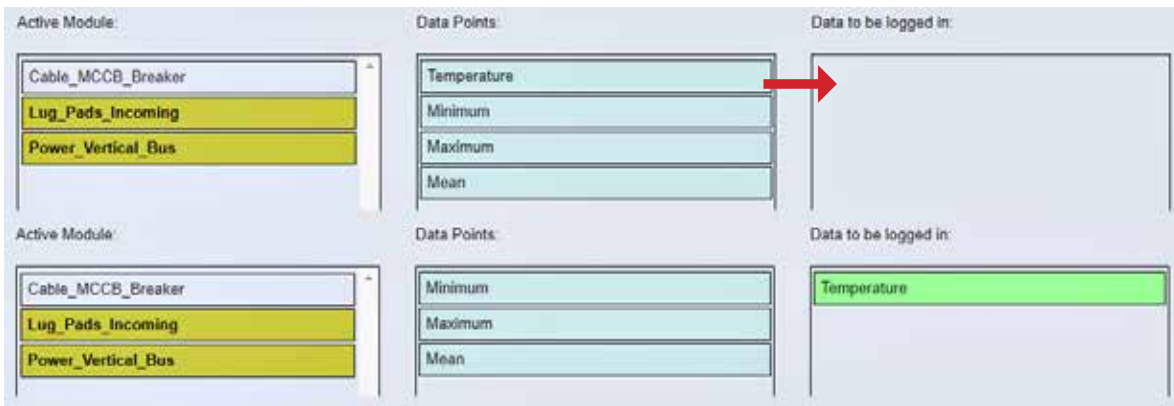 Active Module:
Data Points:
Data to be logged in:
Cable_MCCB_Breaker
Temperature
Lug_Pads_Incoming
Minimum
Power_Vertical_Bus
Maximum
Mean
Active Module:
Data Points:
Data to be logged in:
Cable_MCCB_Breaker
Minimum
Temperature
Lug_Pads_Incoming
Maximum
Power_Vertical_Bus
Mean